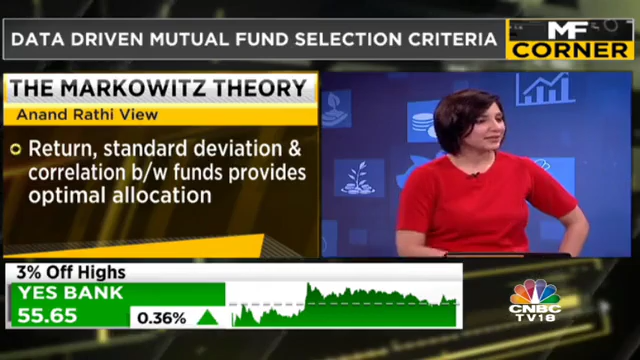 DATA DRIVEN MUTUAL FUND SELECTION CRITERIA
MF
CORNER
THE MARKOWITZ THEORY
Anand Rathi View
Return, standard deviation &
correlation b/w funds provides
optimal allocation
3% Off Highs
YES BANK
55.65
0.36%
CNBC
TV18